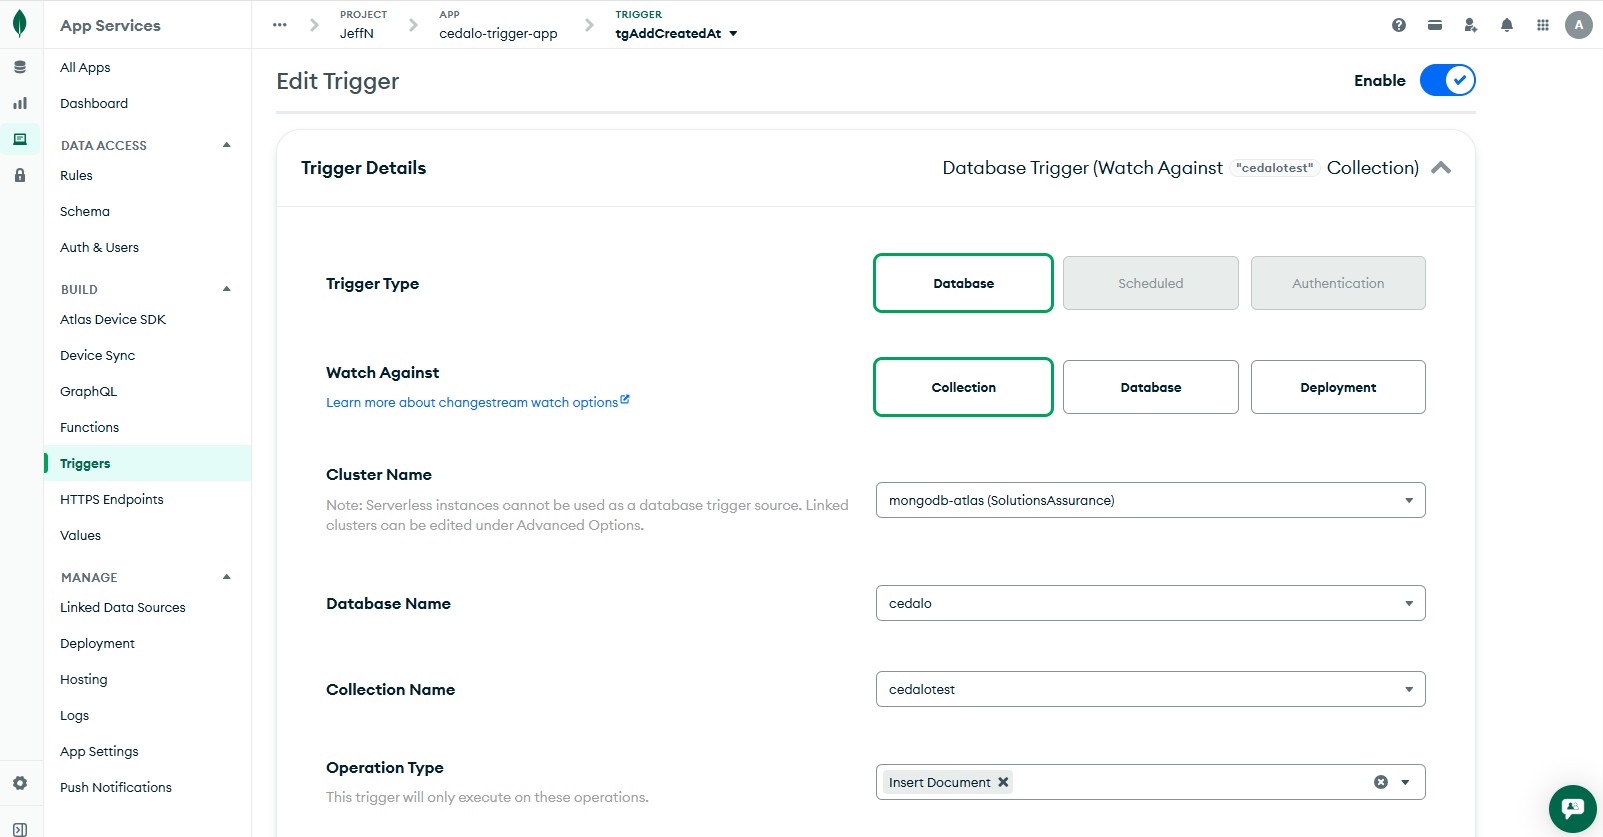 App Services
PROJECT
JeffN
APP
cedalo-trigger-app
TRIGGER
tgAddCreatedAt
A
All Apps
Dashboard
DATA ACCESS
Rules
Schema
Auth & Users
BUILD
Atlas Device SDK
Device Sync
GraphQL
Functions
Triggers
HTTPS Endpoints
Values
MANAGE
Linked Data Sources
Deployment
Hosting
Logs
App Settings
Push Notifications
Edit Trigger
Enable
Trigger Details
Database Trigger (Watch Against "cedalotest" Collection)
Trigger Type
Database
Scheduled
Authentication
Watch Against
Learn more about changestream watch options
Collection
Database
Deployment
Cluster Name
Note: Serverless instances cannot be used as a database trigger source. Linked
clusters can be edited under Advanced Options.
mongodb-atlas (SolutionsAssurance)
Database Name
cedalo
Collection Name
cedalotest
Operation Type
This trigger will only execute on these operations.
Insert Document